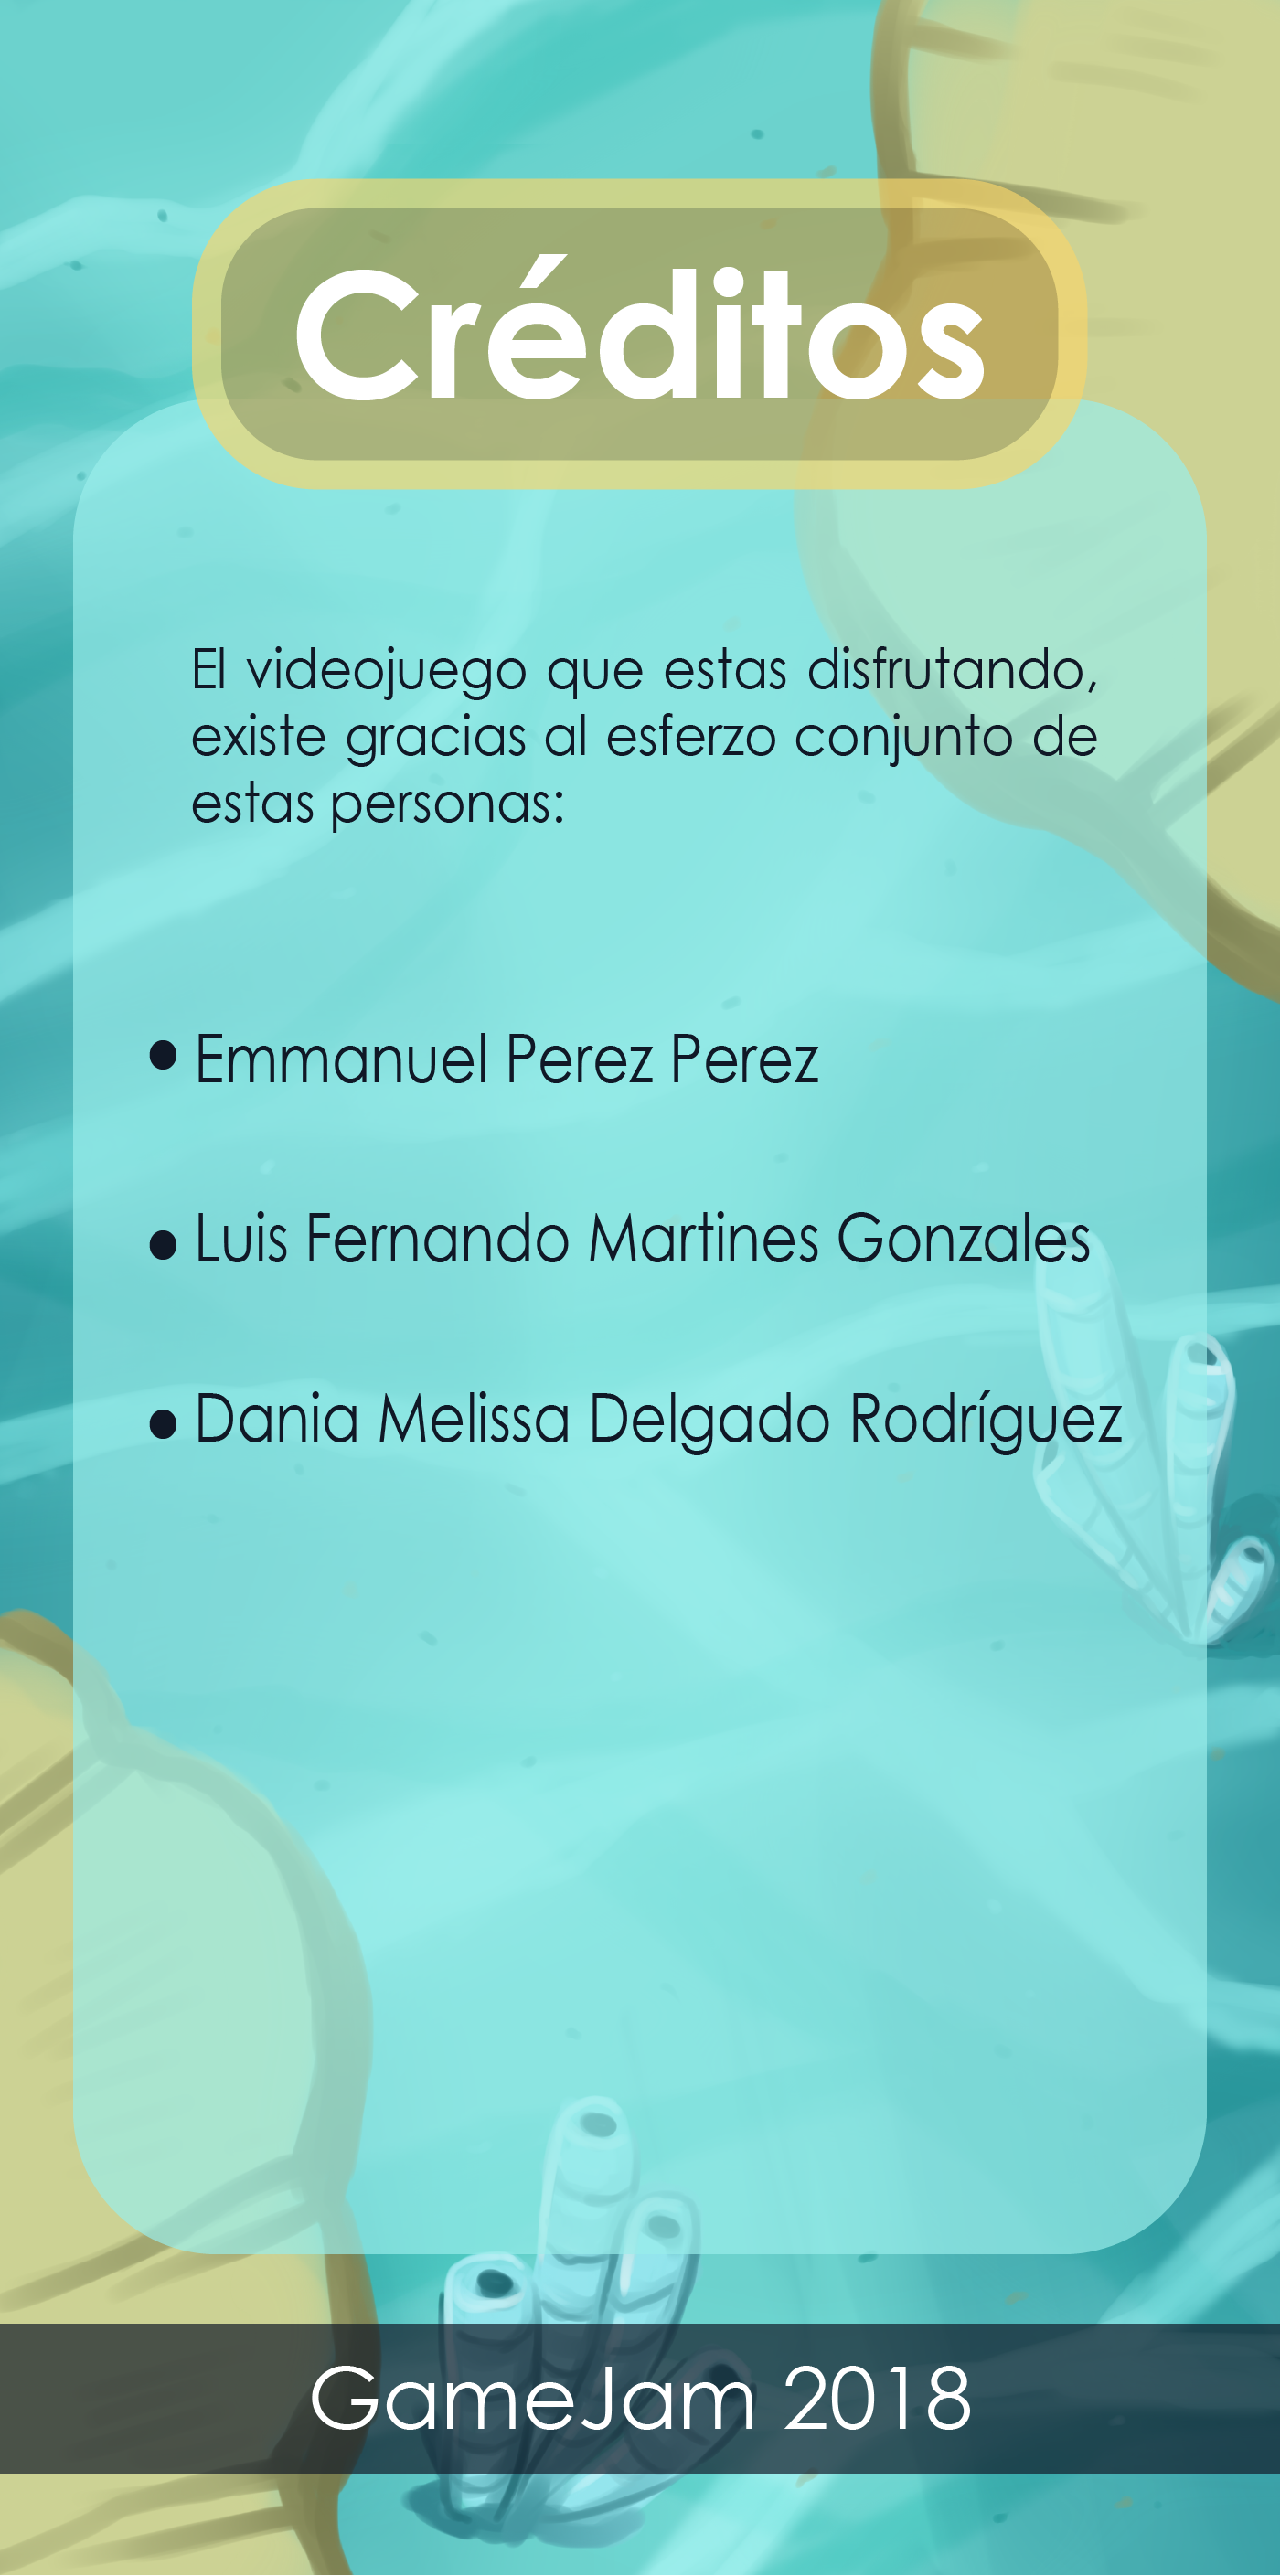 Créditos
El videojuego que estas disfrutando,
existe gracias al esferzo conjunto de
estas personas:
• Emmanuel Perez Perez
• Luis Fernando Martines Gonzales
• Dania Melissa Delgado Rodríguez
GameJam 2018